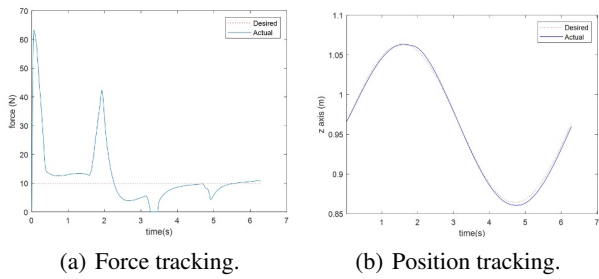 70
60
50
40
30
20
10
0
force (N)
0 1 2 3 4 5 6 7
time(s)
Desired
Actual
(a) Force tracking.
1.1
1.05
1
0.95
0.9
0.85
z axis (m)
0 1 2 3 4 5 6 7
time(s)
Desired
Actual
(b) Position tracking.